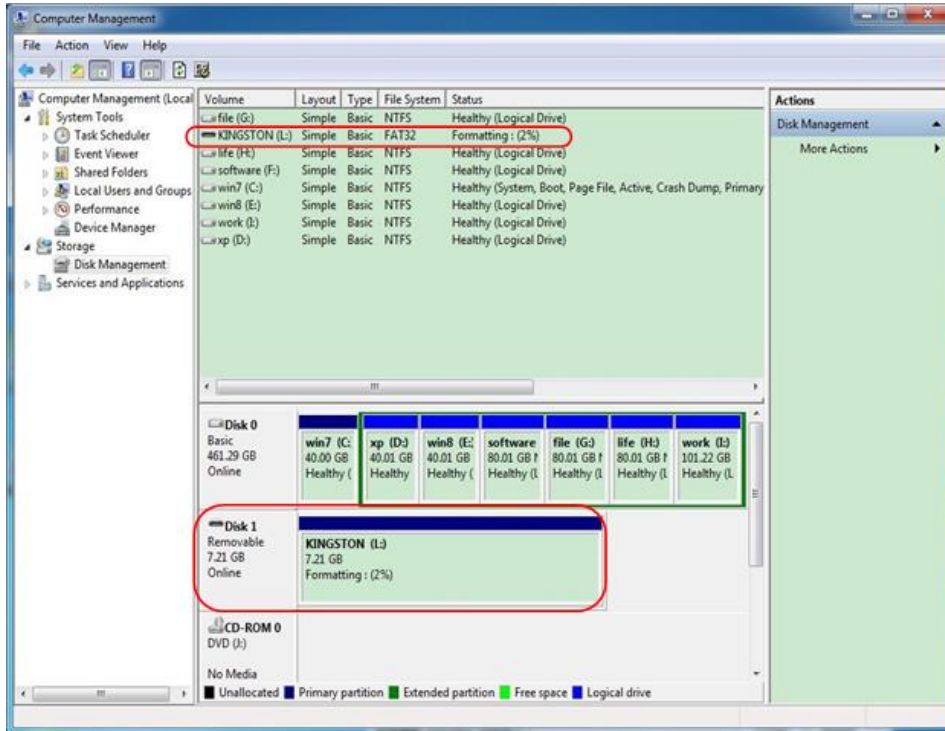 Computer Management
File Action View Help
Computer Management (Local
System Tools
Task Scheduler
Event Viewer
Shared Folders
Local Users and Groups
Performance
Device Manager
Storage
Disk Management
Services and Applications
Volume Layout Type File System Status
file (G:) Simple Basic NTFS Healthy (Logical Drive)
KINGSTON (L:) Simple Basic FAT32 Formatting : (2%)
life (H:) Simple Basic NTFS Healthy (Logical Drive)
software (F:) Simple Basic NTFS Healthy (Logical Drive)
win7 (C:) Simple Basic NTFS Healthy (System, Boot, Page File, Active, Crash Dump, Primary
win8 (E:) Simple Basic NTFS Healthy (Logical Drive)
work (I:) Simple Basic NTFS Healthy (Logical Drive)
xp (D:) Simple Basic NTFS Healthy (Logical Drive)
Actions
Disk Management
More Actions
Disk 0
Basic
461.29 GB
Online
win7 (C: xp (D:) win8 (E: software file (G:) life (H:) work (I:)
40.00 GB 40.01 GB 40.01 GB 80.01 GB N 80.01 GB N 80.01 GB N 101.22 GB
Healthy ( Healthy Healthy ( Healthy (L Healthy (L Healthy (L Healthy (L
Disk 1
Removable
7.21 GB
Online
KINGSTON (L:)
7.21 GB
Formatting : (2%)
CD-ROM 0
DVD (J:)
No Media
Unallocated Primary partition Extended partition Free space Logical drive